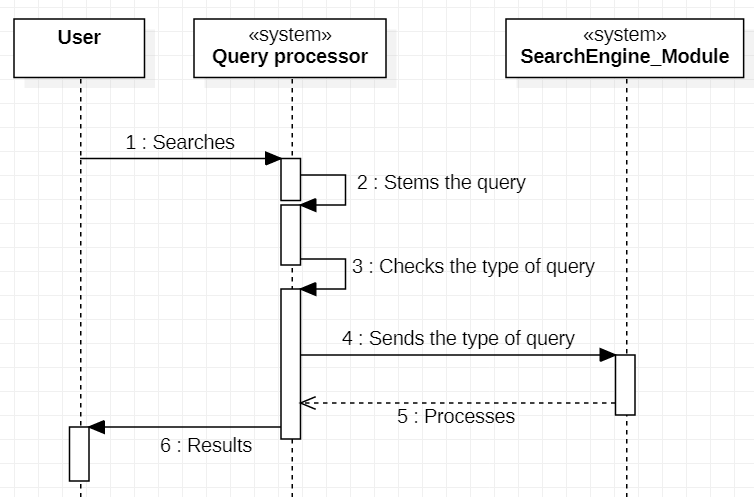 User
«system»
Query processor
«system»
SearchEngine_Module
1 : Searches
2 : Stems the query
3 : Checks the type of query
4 : Sends the type of query
5 : Processes
6 : Results